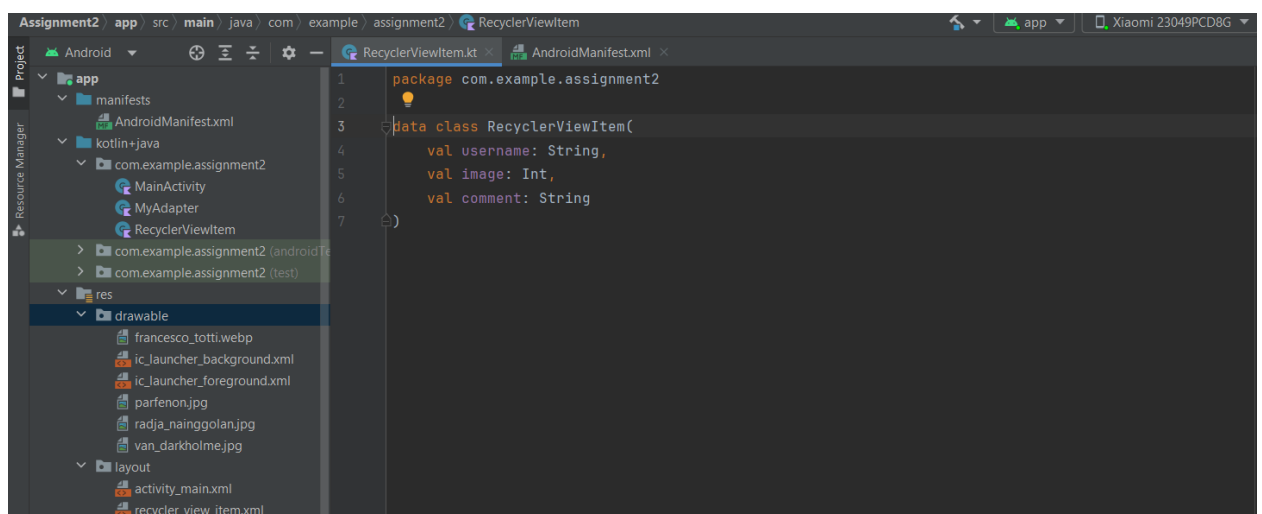 Assignment2 〉 app 〉 src 〉 main 〉 java 〉 com 〉 example 〉 assignment2 〉 RecyclerViewItem
app
Xiaomi 23049PCD8G
Project
Resource Manager
Android
RecyclerViewItem.kt
AndroidManifest.xml
app
manifests
AndroidManifest.xml
kotlin+java
com.example.assignment2
MainActivity
MyAdapter
RecyclerViewItem
com.example.assignment2 (androidTe
com.example.assignment2 (test)
res
drawable
francesco_totti.webp
ic_launcher_background.xml
ic_launcher_foreground.xml
parfenon.jpg
radja_nainggolan.jpg
van_darkholme.jpg
layout
activity_main.xml
recycler_view_item.xml
1 package com.example.assignment2
2
3 data class RecyclerViewItem(
4 val username: String,
5 val image: Int,
6 val comment: String
7 )